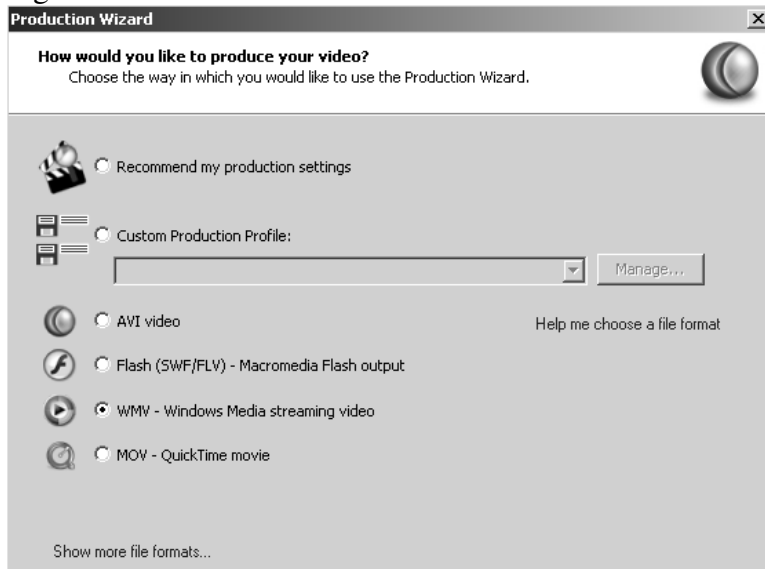 Production Wizard
How would you like to produce your video?
Choose the way in which you would like to use the Production Wizard.
Recommend my production settings
Custom Production Profile:
Manage...
AVI video
Help me choose a file format
Flash (SWF/FLV) - Macromedia Flash output
WMV - Windows Media streaming video
MOV - QuickTime movie
Show more file formats...